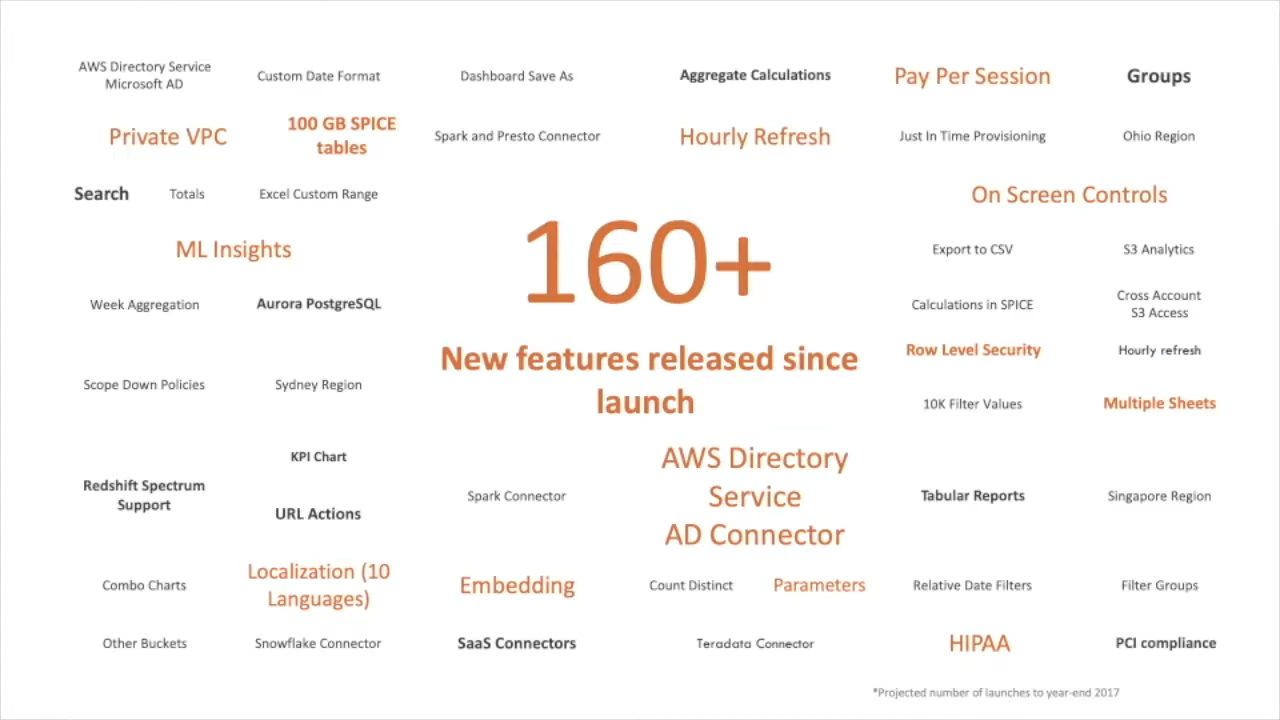 AWS Directory Service
Microsoft AD
Custom Date Format
Dashboard Save As
Aggregate Calculations
Pay Per Session
Groups
Private VPC
100 GB SPICE
tables
Spark and Presto Connector
Hourly Refresh
Just In Time Provisioning
Ohio Region
Search
Totals
Excel Custom Range
On Screen Controls
160+
ML Insights
Export to CSV
S3 Analytics
Week Aggregation
Aurora PostgreSQL
Calculations in SPICE
Cross Account
S3 Access
New features released since
launch
Row Level Security
Hourly refresh
Scope Down Policies
Sydney Region
10K Filter Values
Multiple Sheets
KPI Chart
AWS Directory
Service
AD Connector
Redshift Spectrum
Support
URL Actions
Spark Connector
Tabular Reports
Singapore Region
Combo Charts
Localization (10
Languages)
Embedding
Count Distinct
Parameters
Relative Date Filters
Filter Groups
Other Buckets
Snowflake Connector
SaaS Connectors
Teradata Connector
HIPAA
PCI compliance
*Projected number of launches to year-end 2017